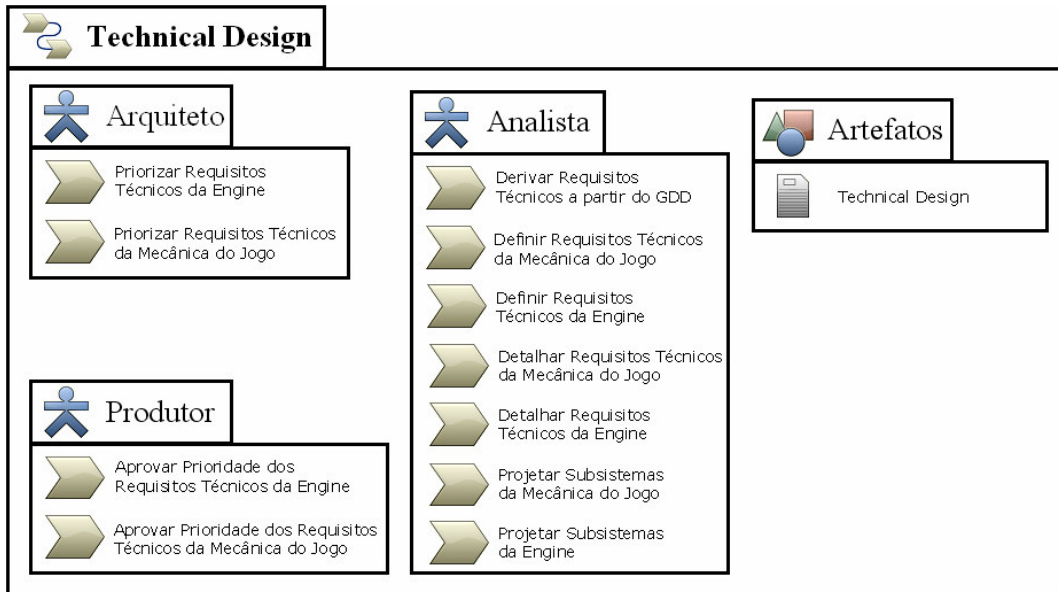 Technical Design
Arquiteto
Priorizar Requisitos
Técnicos da Engine
Priorizar Requisitos Técnicos
da Mecânica do Jogo
Produtor
Aprovar Prioridade dos
Requisitos Técnicos da Engine
Aprovar Prioridade dos Requisitos
Técnicos da Mecânica do Jogo
Analista
Derivar Requisitos
Técnicos a partir do GDD
Definir Requisitos Técnicos
da Mecânica do Jogo
Definir Requisitos
Técnicos da Engine
Detalhar Requisitos Técnicos
da Mecânica do Jogo
Detalhar Requisitos
Técnicos da Engine
Projetar Subsistemas
da Mecânica do Jogo
Projetar Subsistemas
da Engine
Artefatos
Technical Design